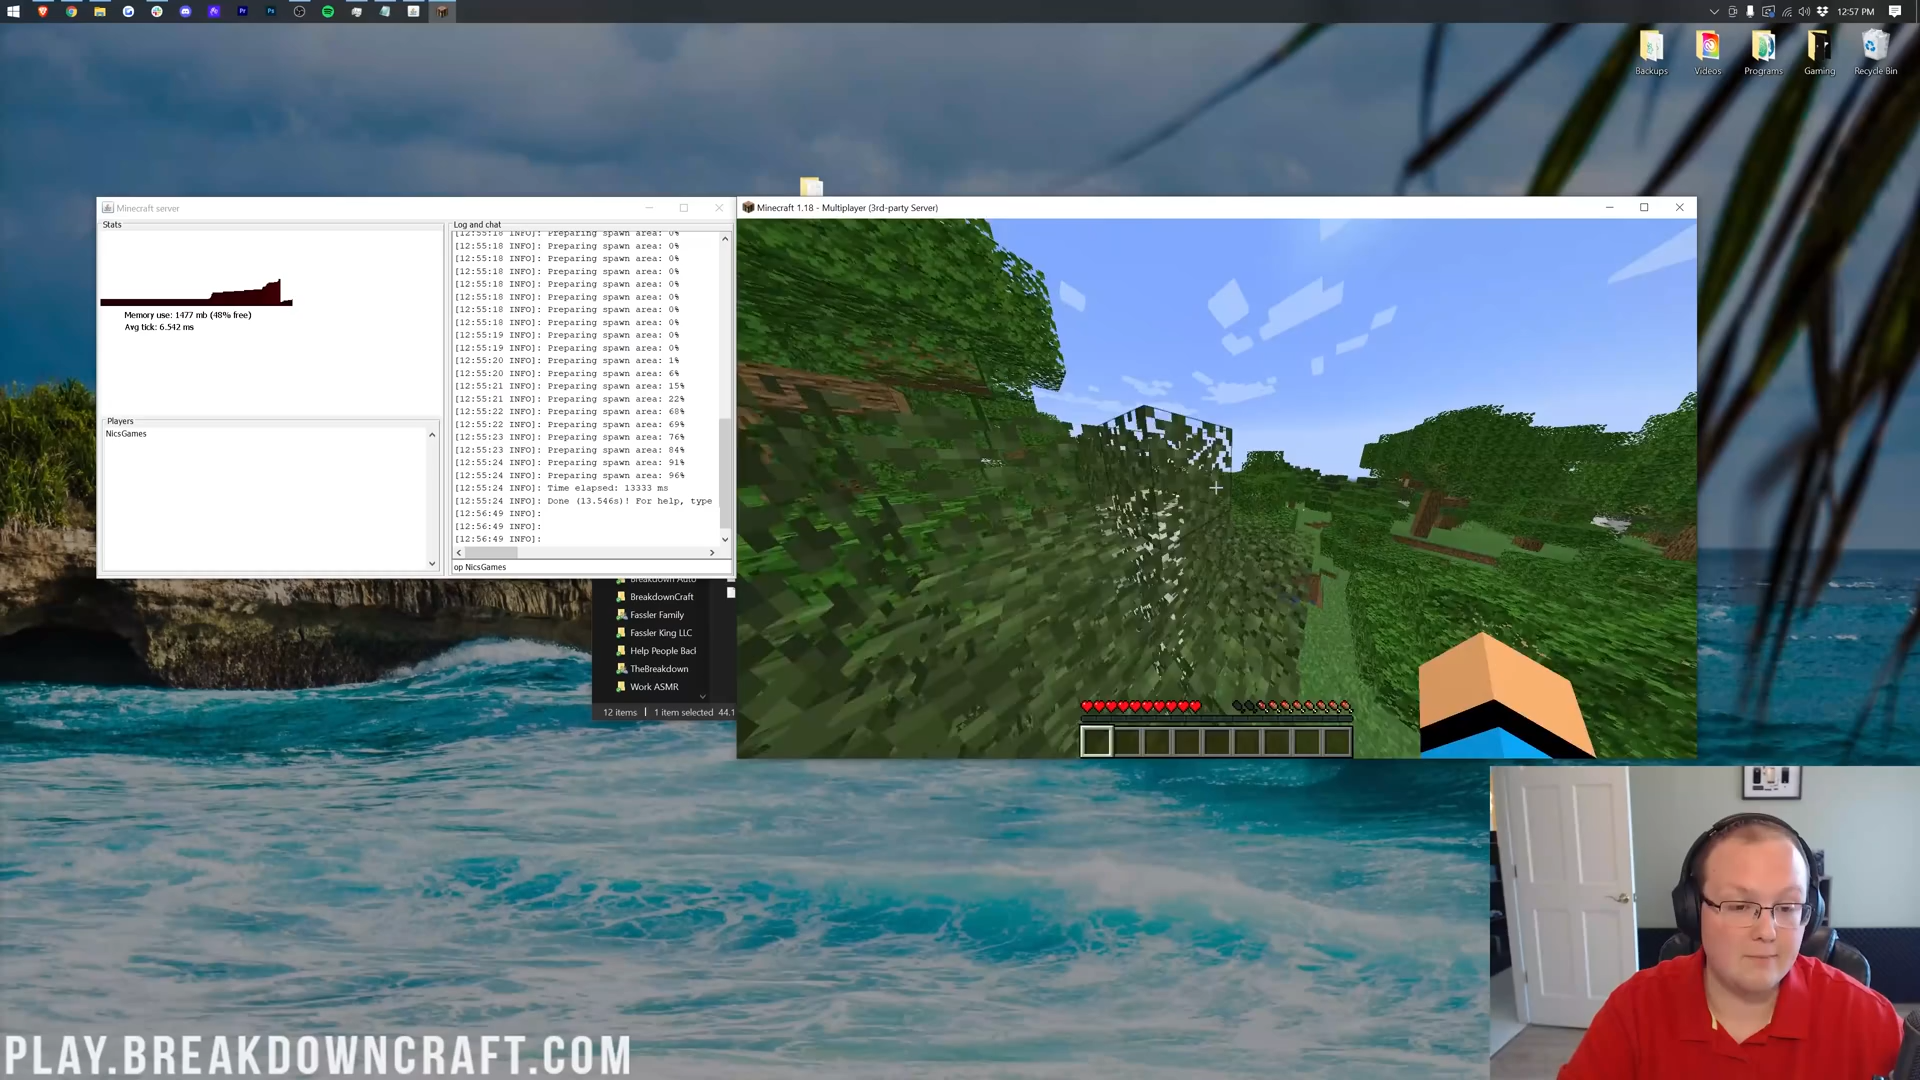 12:57 PM
Backups
Videos
Programs
Gaming
Recycle Bin
Minecraft server
Stats
Memory use: 1477 mb (48% free)
Avg tick: 6.542 ms
Players
NicsGames
Log and chat
[12:55:18 INFO]: Preparing spawn area: 0%
[12:55:18 INFO]: Preparing spawn area: 0%
[12:55:18 INFO]: Preparing spawn area: 0%
[12:55:18 INFO]: Preparing spawn area: 0%
[12:55:18 INFO]: Preparing spawn area: 0%
[12:55:18 INFO]: Preparing spawn area: 0%
[12:55:18 INFO]: Preparing spawn area: 0%
[12:55:18 INFO]: Preparing spawn area: 0%
[12:55:19 INFO]: Preparing spawn area: 0%
[12:55:19 INFO]: Preparing spawn area: 0%
[12:55:20 INFO]: Preparing spawn area: 1%
[12:55:20 INFO]: Preparing spawn area: 6%
[12:55:21 INFO]: Preparing spawn area: 15%
[12:55:21 INFO]: Preparing spawn area: 22%
[12:55:22 INFO]: Preparing spawn area: 68%
[12:55:22 INFO]: Preparing spawn area: 69%
[12:55:23 INFO]: Preparing spawn area: 76%
[12:55:23 INFO]: Preparing spawn area: 84%
[12:55:24 INFO]: Preparing spawn area: 91%
[12:55:24 INFO]: Preparing spawn area: 96%
[12:55:24 INFO]: Time elapsed: 13333 ms
[12:55:24 INFO]: Done (13.546s)! For help, type
[12:56:49 INFO]:
[12:56:49 INFO]:
[12:56:49 INFO]:
op NicsGames
Minecraft 1.18 - Multiplayer (3rd-party Server)
Breakdown Auto
BreakdownCraft
Fassler Family
Fassler King LLC
Help People Bacl
TheBreakdown
Work ASMR
12 items
1 item selected 44.1
PLAY.BREAKDOWNCRAFT.COM